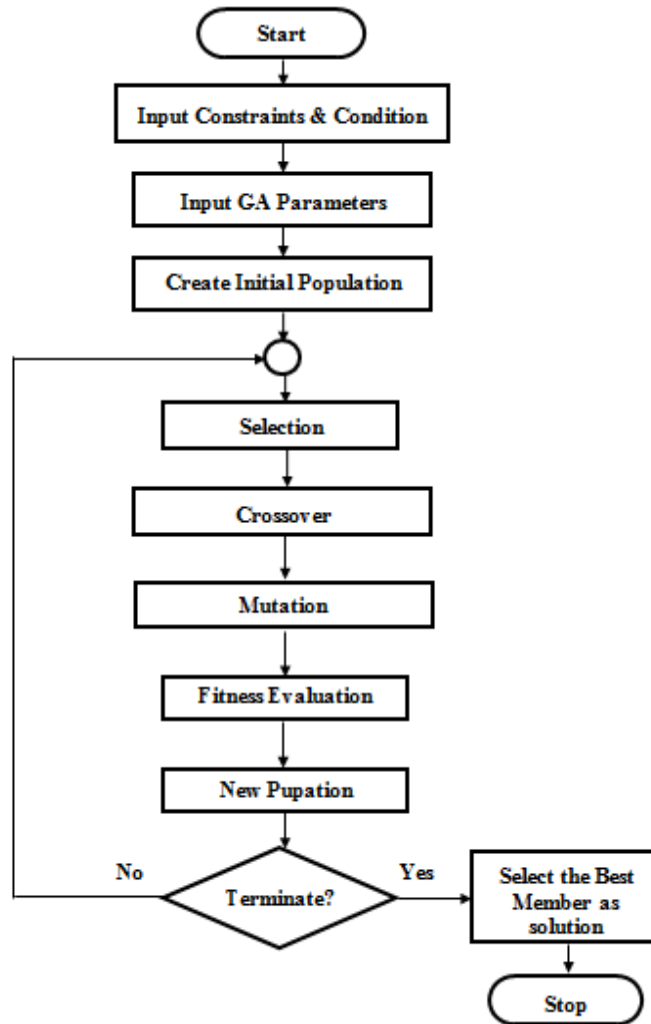 Start
Input Constraints & Condition
Input GA Parameters
Create Initial Population
Selection
Crossover
Mutation
Fitness Evaluation
New Pupation
No
Terminate?
Yes
Select the Best
Member as
solution
Stop